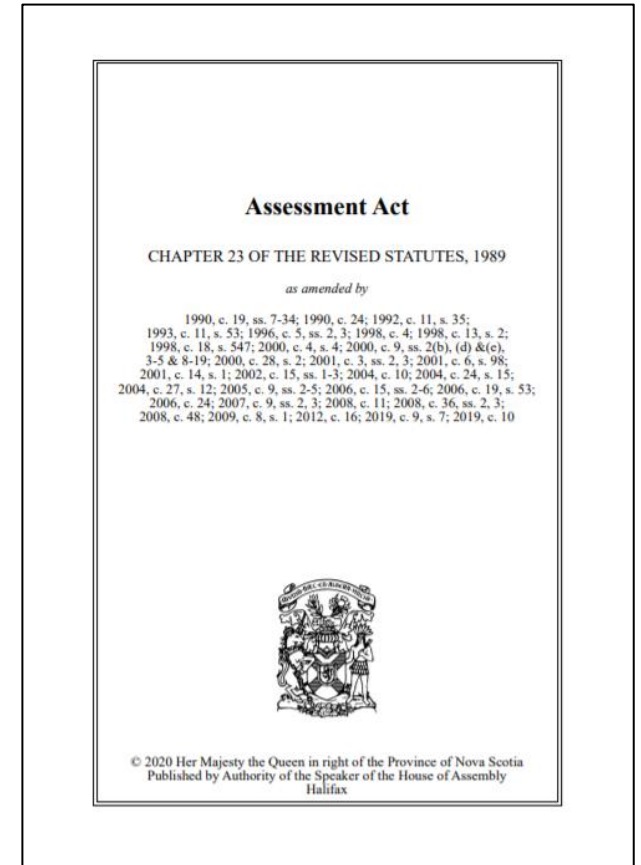 Assessment Act
CHAPTER 23 OF THE REVISED STATUTES, 1989
as amended by
1990, c. 19, ss. 7-34; 1990, c. 24; 1992, c. 11, s. 35;
1993, c. 11, s. 53; 1996, c. 5, ss. 2, 3; 1998, c. 4; 1998, c. 13, s. 2;
1998, c. 18, s. 547; 2000, c. 4, s. 4; 2000, c. 9, ss. 2(b), (d) &(e),
3-5 & 8-19; 2000, c. 28, s. 2; 2001, c. 3, ss. 2, 3; 2001, c. 6, s. 98;
2001, c. 14, s. 1; 2002, c. 15, ss. 1-3; 2004, c. 10; 2004, c. 24, s. 15;
2004, c. 27, s. 12; 2005, c. 9, ss. 2-5; 2006, c. 15, ss. 2-6; 2006, c. 19, s. 53;
2006, c. 24; 2007, c. 9, ss. 2, 3; 2008, c. 11; 2008, c. 36, ss. 2, 3;
2008, c. 48; 2009, c. 8, s. 1; 2012, c. 16; 2019, c. 9, s. 7; 2019, c. 10
© 2020 Her Majesty the Queen in right of the Province of Nova Scotia
Published by Authority of the Speaker of the House of Assembly
Halifax